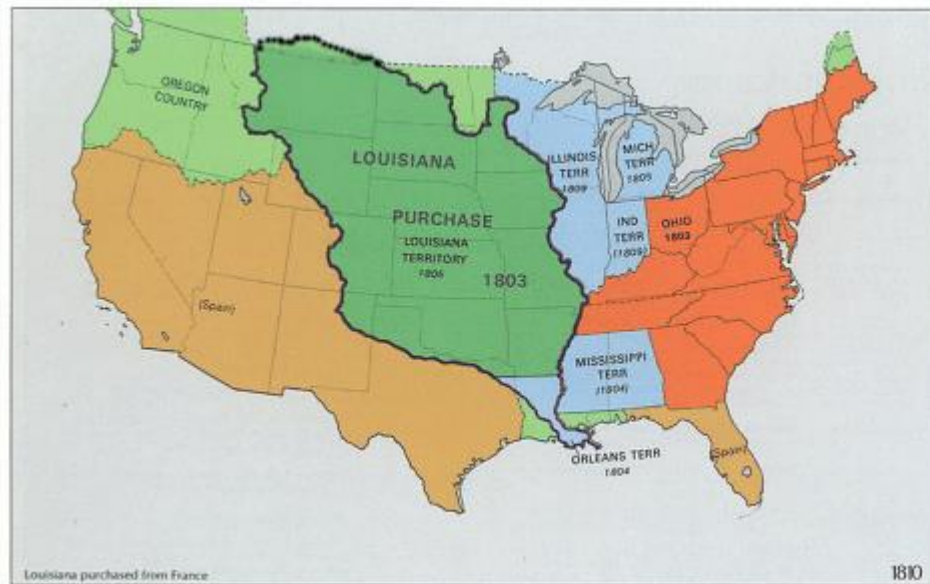 OREGON
COUNTRY
LOUISIANA
PURCHASE
LOUISIANA
TERRITORY
1805
1803
ILLINOIS
TERR
1809
MICH
TERR
1805
IND
TERR
(1809)
OHIO
1803
(Spain)
MISSISSIPPI
TERR
(1804)
ORLEANS TERR
1804
(Spain)
Louisiana purchased from France
1810